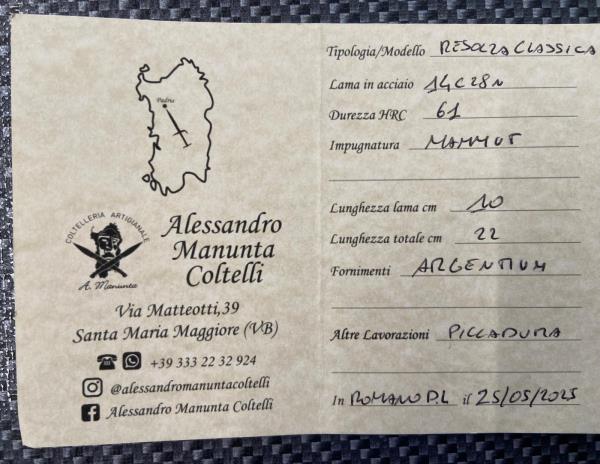 Padria
COLTELLERIA ARTIGIANALE
A. Manunta
Alessandro
Manunta
Coltelli
Via Matteotti,39
Santa Maria Maggiore (VB)
+39 333 22 32 924
@alessandromanuntacoltelli
Alessandro Manunta Coltelli
Tipologia/Modello RESOLZA CLASSICA
Lama in acciaio 14C28N
Durezza HRC 61
Impugnatura MAMMUT
Lunghezza lama cm 10
Lunghezza totale cm 22
Fornimenti ARGENTIUM
Altre Lavorazioni PICCADURA
In ROMANO D.L il 25/05/2025